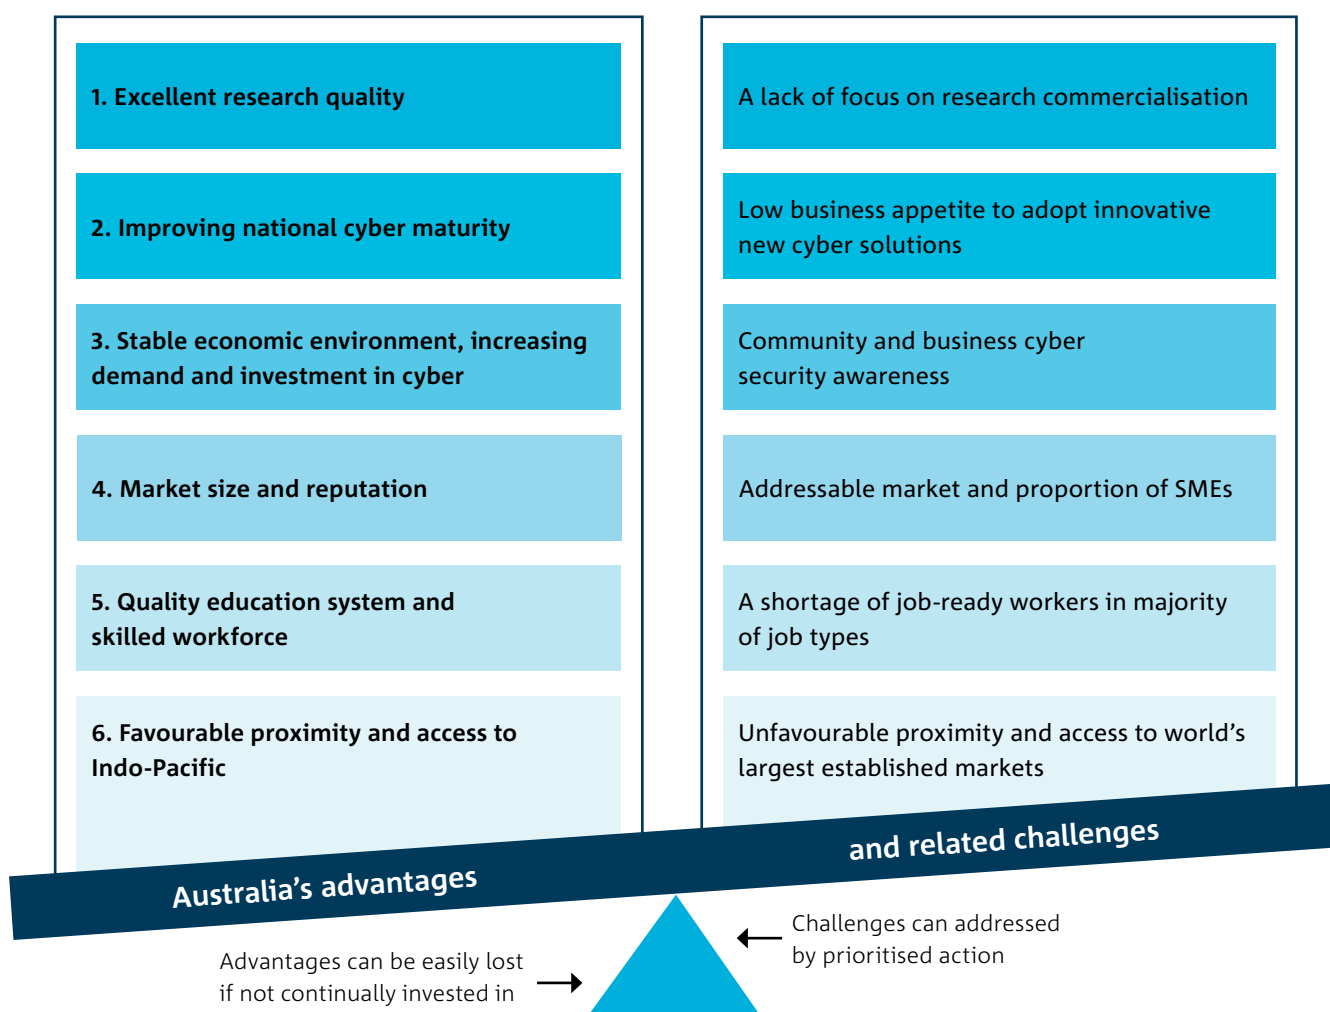 1. Excellent research quality
A lack of focus on research commercialisation
2. Improving national cyber maturity
Low business appetite to adopt innovative
new cyber solutions
3. Stable economic environment, increasing
demand and investment in cyber
Community and business cyber
security awareness
4. Market size and reputation
Addressable market and proportion of SMEs
5. Quality education system and
skilled workforce
A shortage of job-ready workers in majority
of job types
6. Favourable proximity and access to
Indo-Pacific
Unfavourable proximity and access to world’s
largest established markets
Australia’s advantages
and related challenges
Advantages can be easily lost
if not continually invested in
Challenges can addressed
by prioritised action